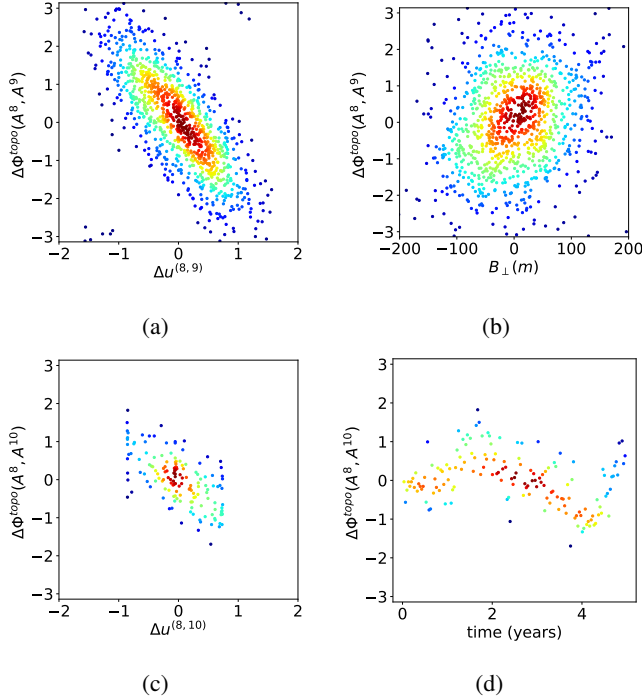 3
2
1
0
−1
−2
−3
ΔΦ^{topo}(A^8, A^9)
−2 −1 0 1 2
Δu^{(8, 9)}
(a)
3
2
1
0
−1
−2
−3
ΔΦ^{topo}(A^8, A^9)
−200 −100 0 100 200
B_⊥(m)
(b)
3
2
1
0
−1
−2
−3
ΔΦ^{topo}(A^8, A^{10})
−2 −1 0 1 2
Δu^{(8, 10)}
(c)
3
2
1
0
−1
−2
−3
ΔΦ^{topo}(A^8, A^{10})
0 2 4
time (years)
(d)